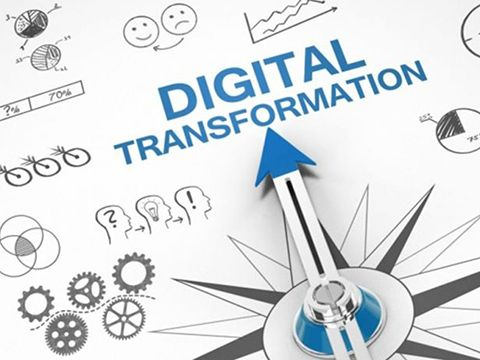 DIGITAL
TRANSFORMATION
?% 70%
? !